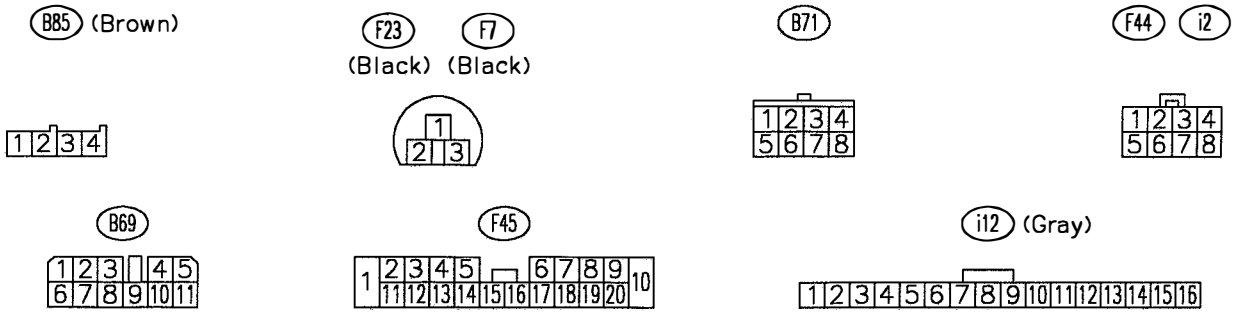 B85 (Brown)
F23 F7
(Black) (Black)
B71
F44 i2
1 2 3 4
1
2 3
1 2 3 4
5 6 7 8
1 2 3 4
5 6 7 8
B69
F45
i12 (Gray)
1 2 3 4 5
6 7 8 9 10 11
1 2 3 4 5 6 7 8 9 10
11 12 13 14 15 16 17 18 19 20
1 2 3 4 5 6 7 8 9 10 11 12 13 14 15 16